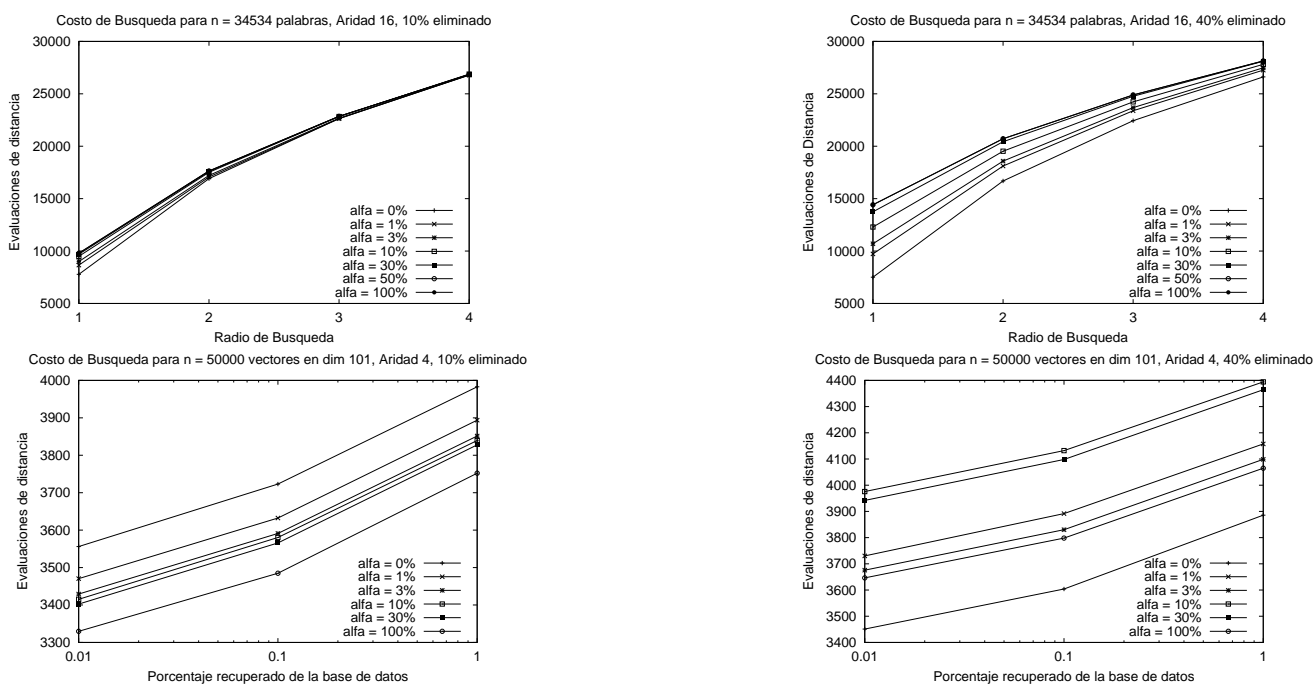 Costo de Busqueda para n = 34534 palabras, Aridad 16, 10% eliminado
30000
25000
20000
15000
10000
5000
Evaluaciones de distancia
alfa = 0%
alfa = 1%
alfa = 3%
alfa = 10%
alfa = 30%
alfa = 50%
alfa = 100%
1 2 3 4
Radio de Busqueda
Costo de Busqueda para n = 34534 palabras, Aridad 16, 40% eliminado
30000
25000
20000
15000
10000
5000
Evaluaciones de Distancia
alfa = 0%
alfa = 1%
alfa = 3%
alfa = 10%
alfa = 30%
alfa = 50%
alfa = 100%
1 2 3 4
Radio de Busqueda
Costo de Busqueda para n = 50000 vectores en dim 101, Aridad 4, 10% eliminado
4000
3900
3800
3700
3600
3500
3400
3300
Evaluaciones de distancia
alfa = 0%
alfa = 1%
alfa = 3%
alfa = 10%
alfa = 30%
alfa = 100%
0.01 0.1 1
Porcentaje recuperado de la base de datos
Costo de Busqueda para n = 50000 vectores en dim 101, Aridad 4, 40% eliminado
4400
4300
4200
4100
4000
3900
3800
3700
3600
3500
3400
Evaluaciones de distancia
alfa = 0%
alfa = 1%
alfa = 3%
alfa = 10%
alfa = 30%
alfa = 100%
0.01 0.1 1
Porcentaje recuperado de la base de datos